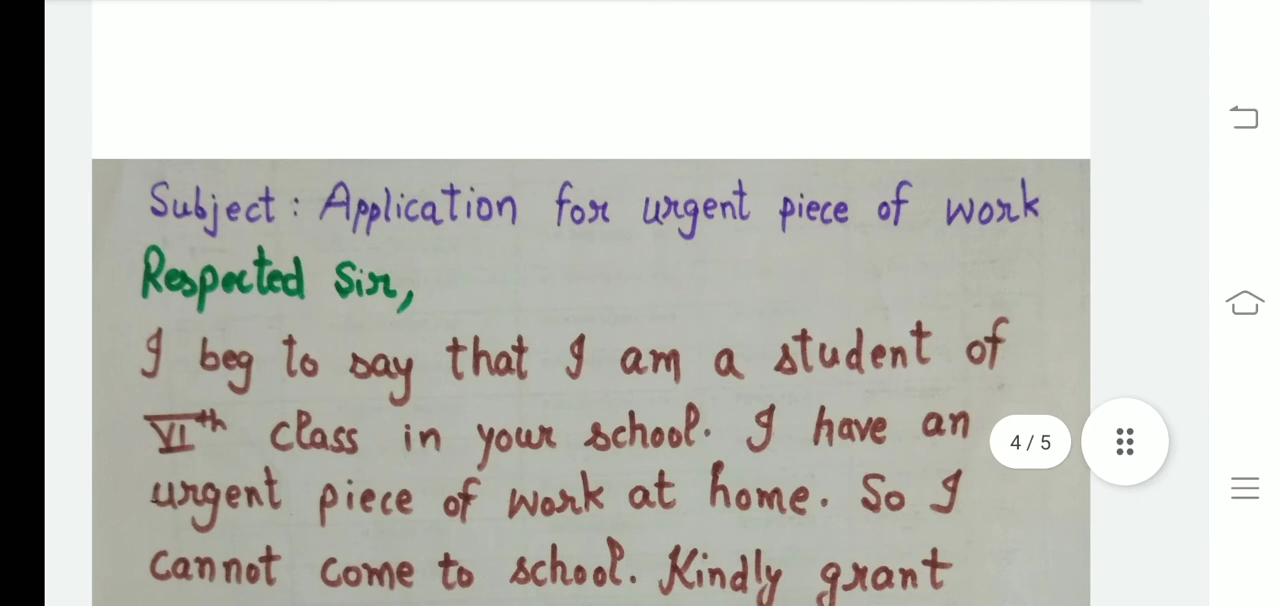 Subject : Application for urgent piece of work
Respected Sir,
I beg to say that I am a student of
VIth class in your school. I have an
4 / 5
urgent piece of work at home. So I
cannot come to school. Kindly grant